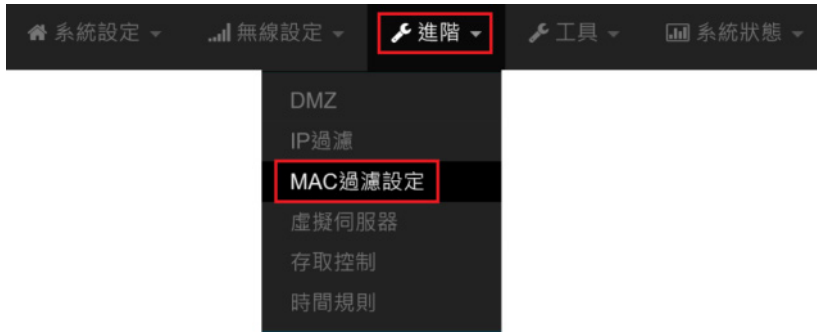 系統設定 無線設定 進階 工具 系統狀態
DMZ
IP過濾
MAC過濾設定
虛擬伺服器
存取控制
時間規則